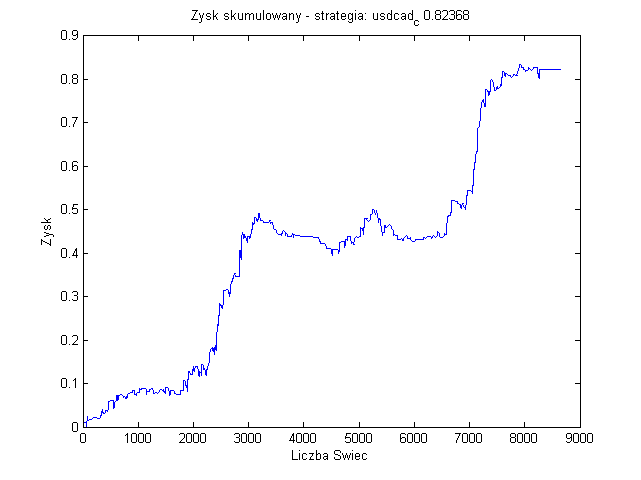 Zysk skumulowany - strategia: usdcad_c 0.82368
0.9
0.8
0.7
0.6
0.5
0.4
0.3
0.2
0.1
0
Zysk
0 1000 2000 3000 4000 5000 6000 7000 8000 9000
Liczba Swiec